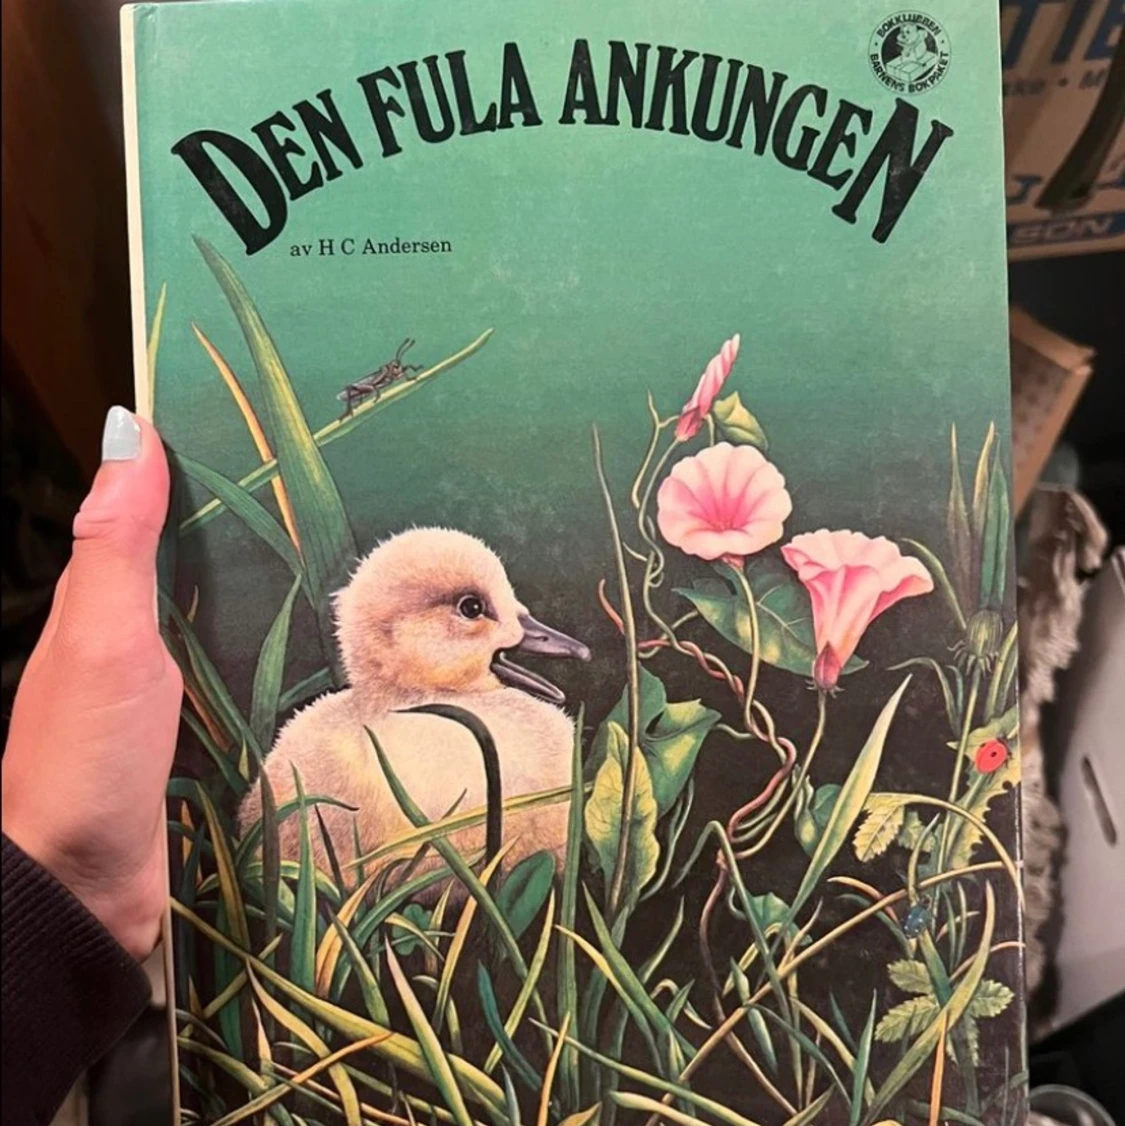 DEN FULA ANKUNGEN
av H C Andersen
BOKKLUBBEN
BARNENS BOKPAKET